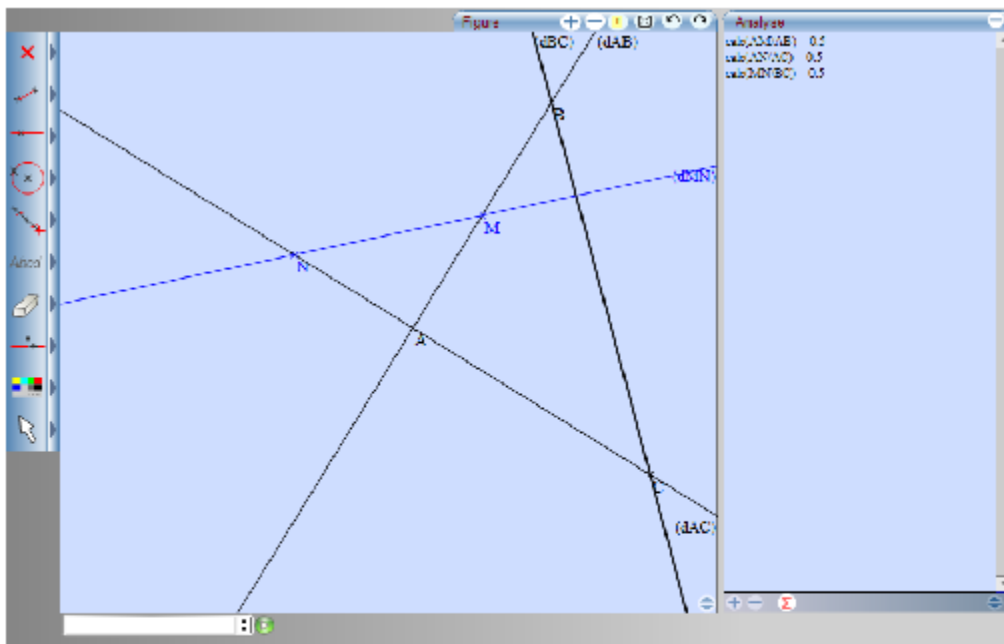 Figure
Analyse
(dBC)
(dAB)
calc(AM/AB) 0.5
calc(AN/AC) 0.5
calc(MN/BC) 0.5
B
(dMN)
M
N
A
C
(dAC)